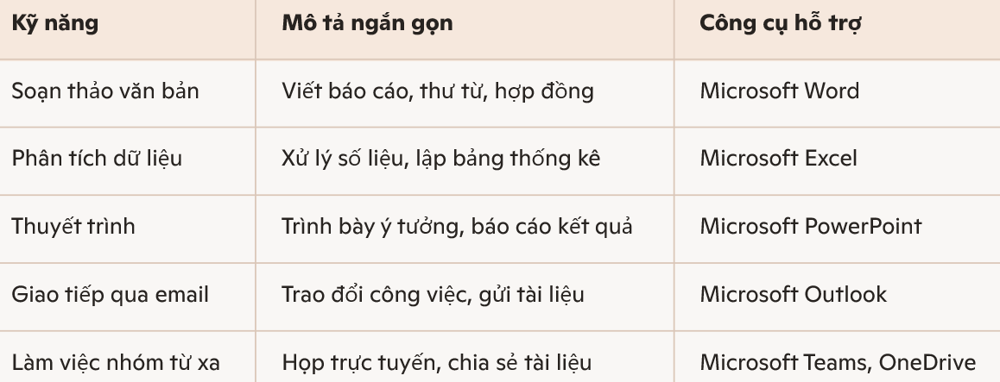 Kỹ năng Mô tả ngắn gọn Công cụ hỗ trợ
Soạn thảo văn bản Viết báo cáo, thư từ, hợp đồng Microsoft Word
Phân tích dữ liệu Xử lý số liệu, lập bảng thống kê Microsoft Excel
Thuyết trình Trình bày ý tưởng, báo cáo kết quả Microsoft PowerPoint
Giao tiếp qua email Trao đổi công việc, gửi tài liệu Microsoft Outlook
Làm việc nhóm từ xa Họp trực tuyến, chia sẻ tài liệu Microsoft Teams, OneDrive